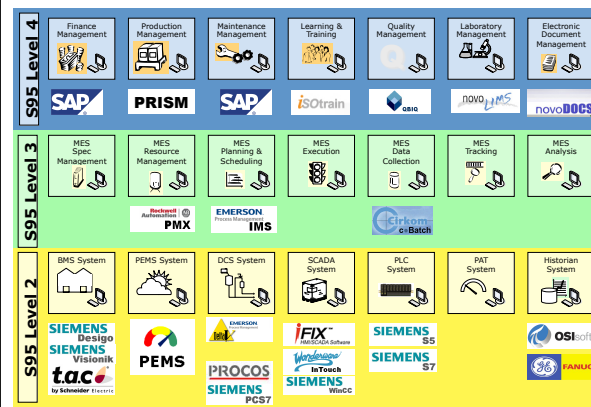 S95 Level 4
Finance
Management
Production
Management
Maintenance
Management
Learning &
Training
Quality
Management
Laboratory
Management
Electronic
Document
Management
SAP
PRISM
SAP
iSOtrain
QBIQ
novo LIMS
novoDOCS
S95 Level 3
MES
Spec
Management
MES
Resource
Management
MES
Planning &
Scheduling
MES
Execution
MES
Data
Collection
MES
Tracking
MES
Analysis
Rockwell
Automation
PMX
EMERSON
Process Management
IMS
Cirkom
c•Batch
S95 Level 2
BMS System
PEMS System
DCS System
SCADA
System
PLC
System
PAT
System
Historian
System
SIEMENS
Desigo
SIEMENS
Visionik
t.a.c
by Schneider Electric
PEMS
EMERSON
PROCOS
SIEMENS
PCS7
iFIX
HMI/SCADA Software
Wonderware
InTouch
SIEMENS
WinCC
SIEMENS
S5
SIEMENS
S7
OSIsoft
GE
FANUC